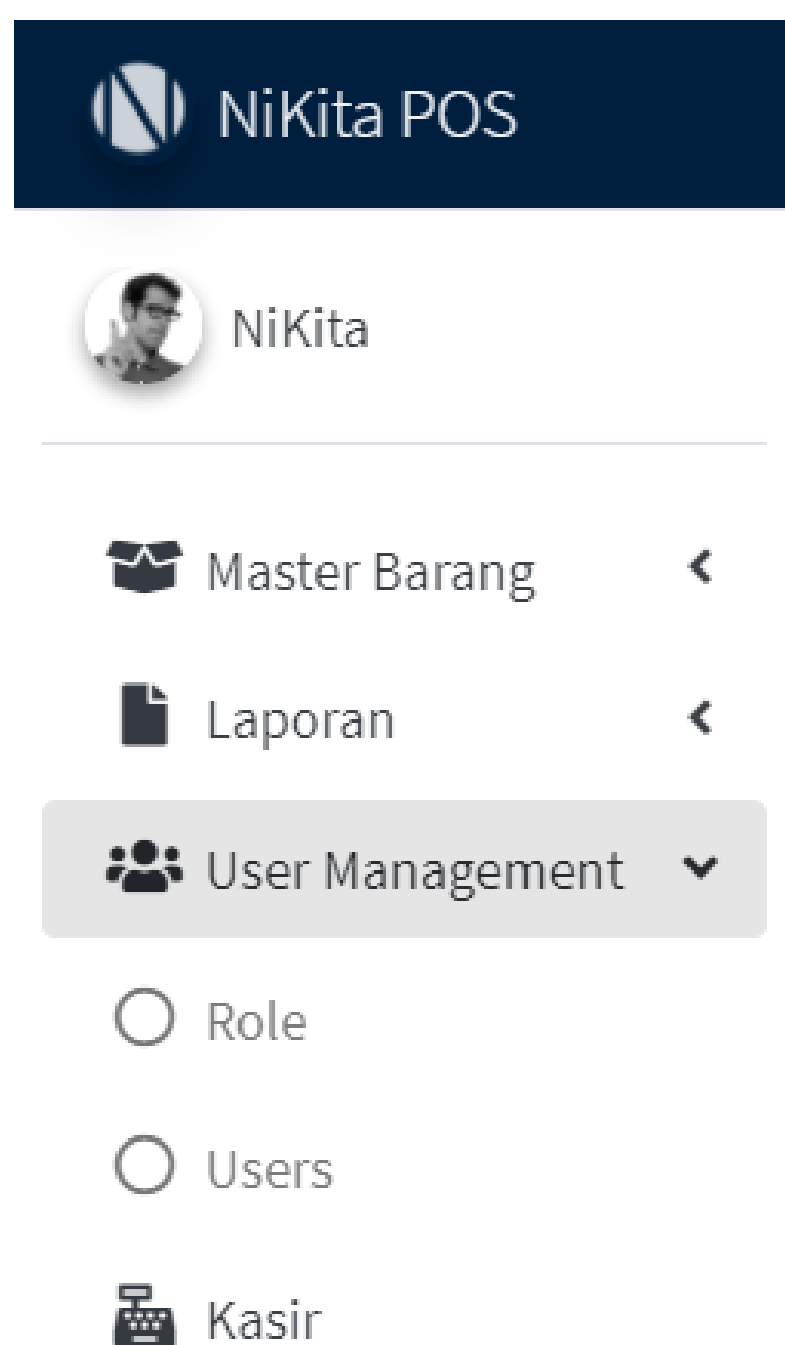 NiKita POS
NiKita
Master Barang
Laporan
User Management
Role
Users
Kasir